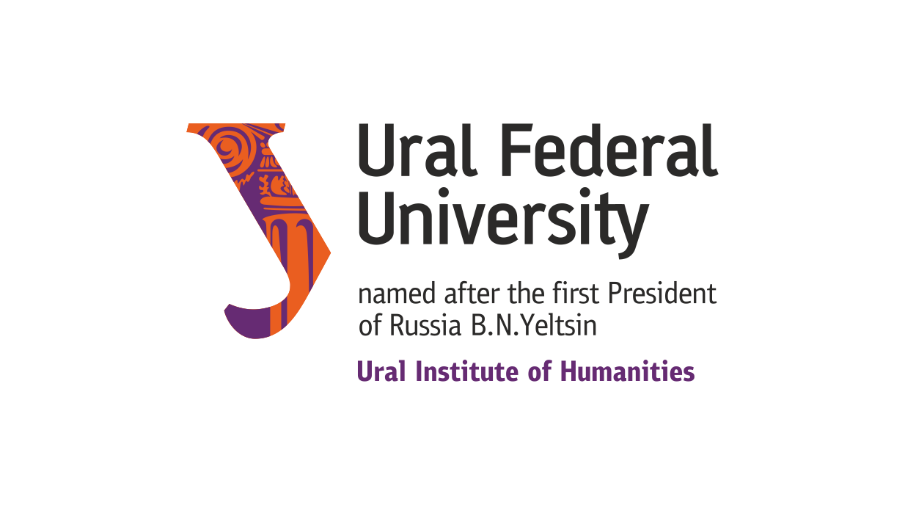 Ural Federal
University
named after the first President
of Russia B.N.Yeltsin
Ural Institute of Humanities